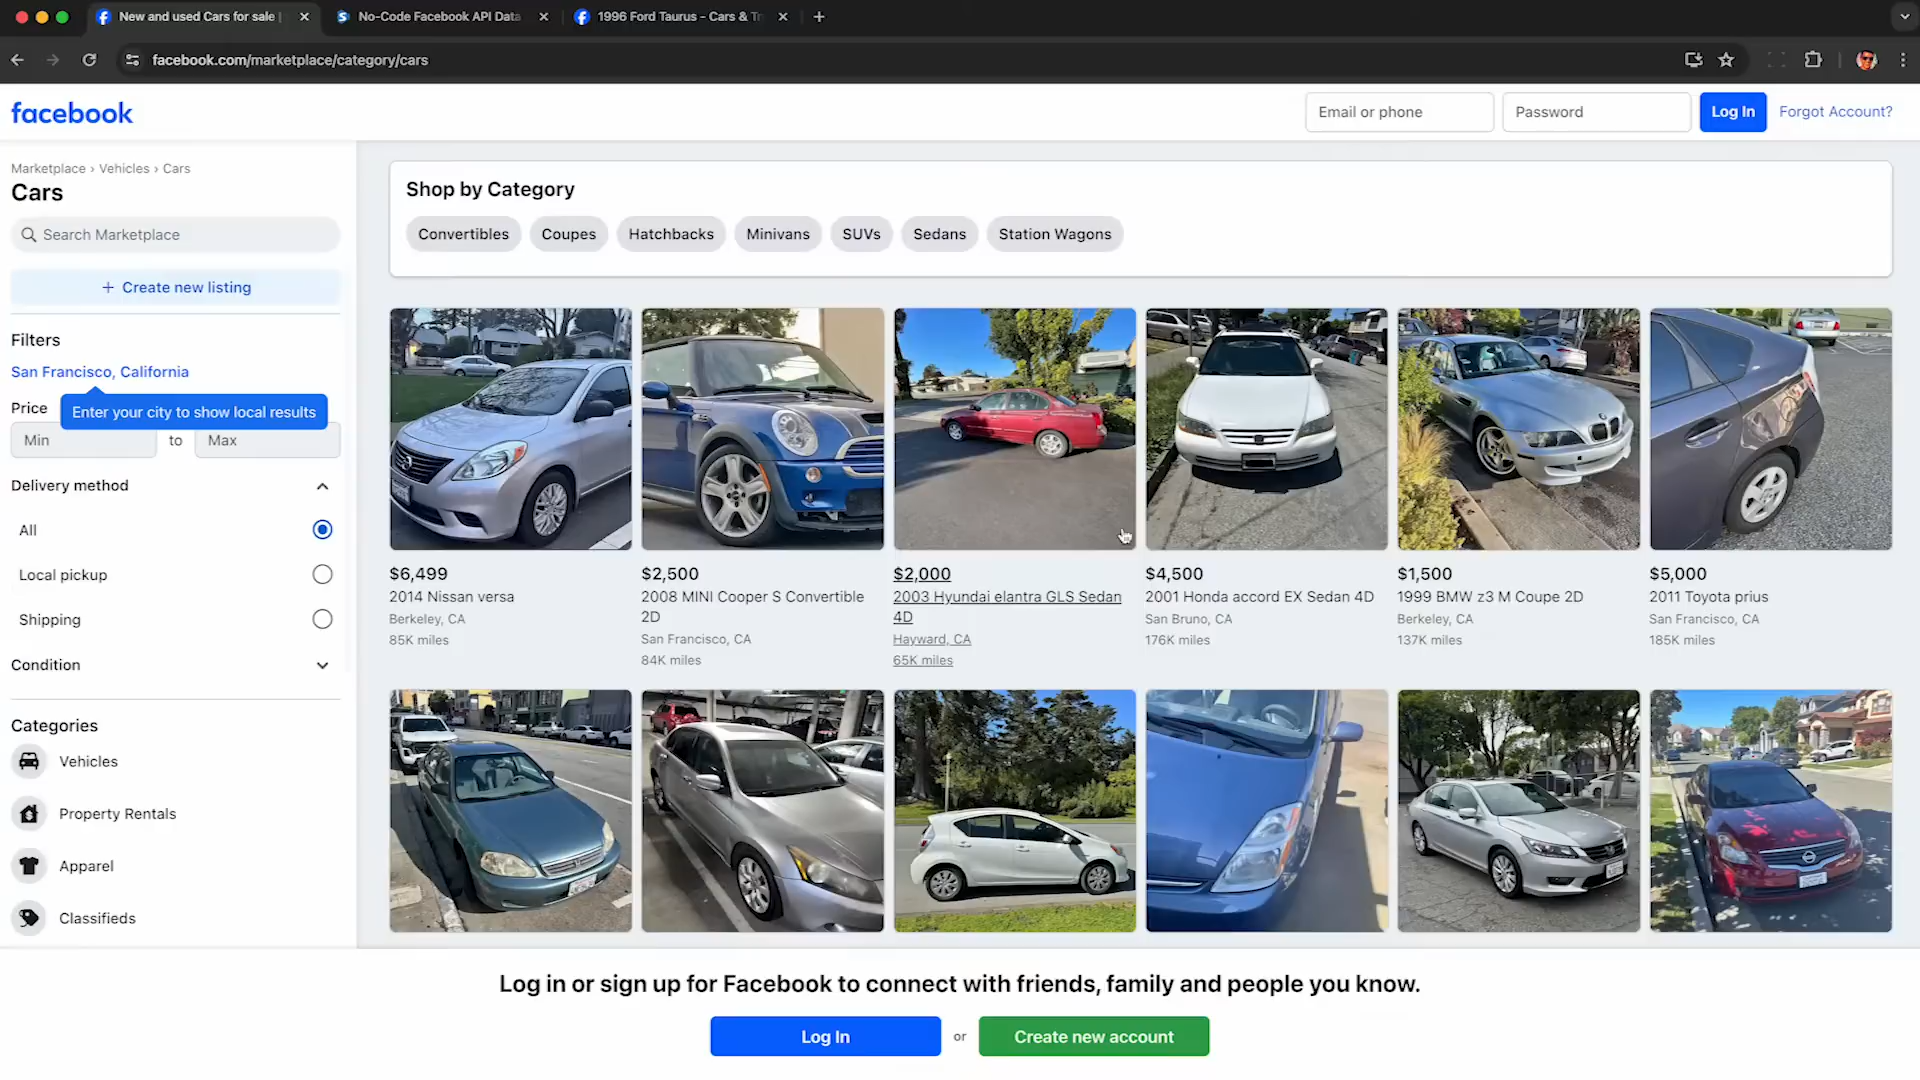 New and used Cars for sale |
No-Code Facebook API Data
1996 Ford Taurus - Cars & Tr
facebook.com/marketplace/category/cars
facebook
Email or phone
Password
Log In
Forgot Account?
Marketplace › Vehicles › Cars
Cars
Search Marketplace
+ Create new listing
Filters
San Francisco, California
Enter your city to show local results
Price
Min
to
Max
Delivery method
All
Local pickup
Shipping
Condition
Categories
Vehicles
Property Rentals
Apparel
Classifieds
Shop by Category
Convertibles
Coupes
Hatchbacks
Minivans
SUVs
Sedans
Station Wagons
$6,499
2014 Nissan versa
Berkeley, CA
85K miles
$2,500
2008 MINI Cooper S Convertible
2D
San Francisco, CA
84K miles
$2,000
2003 Hyundai elantra GLS Sedan
4D
Hayward, CA
65K miles
$4,500
2001 Honda accord EX Sedan 4D
San Bruno, CA
176K miles
$1,500
1999 BMW z3 M Coupe 2D
Berkeley, CA
137K miles
$5,000
2011 Toyota prius
San Francisco, CA
185K miles
Log in or sign up for Facebook to connect with friends, family and people you know.
Log In
or
Create new account